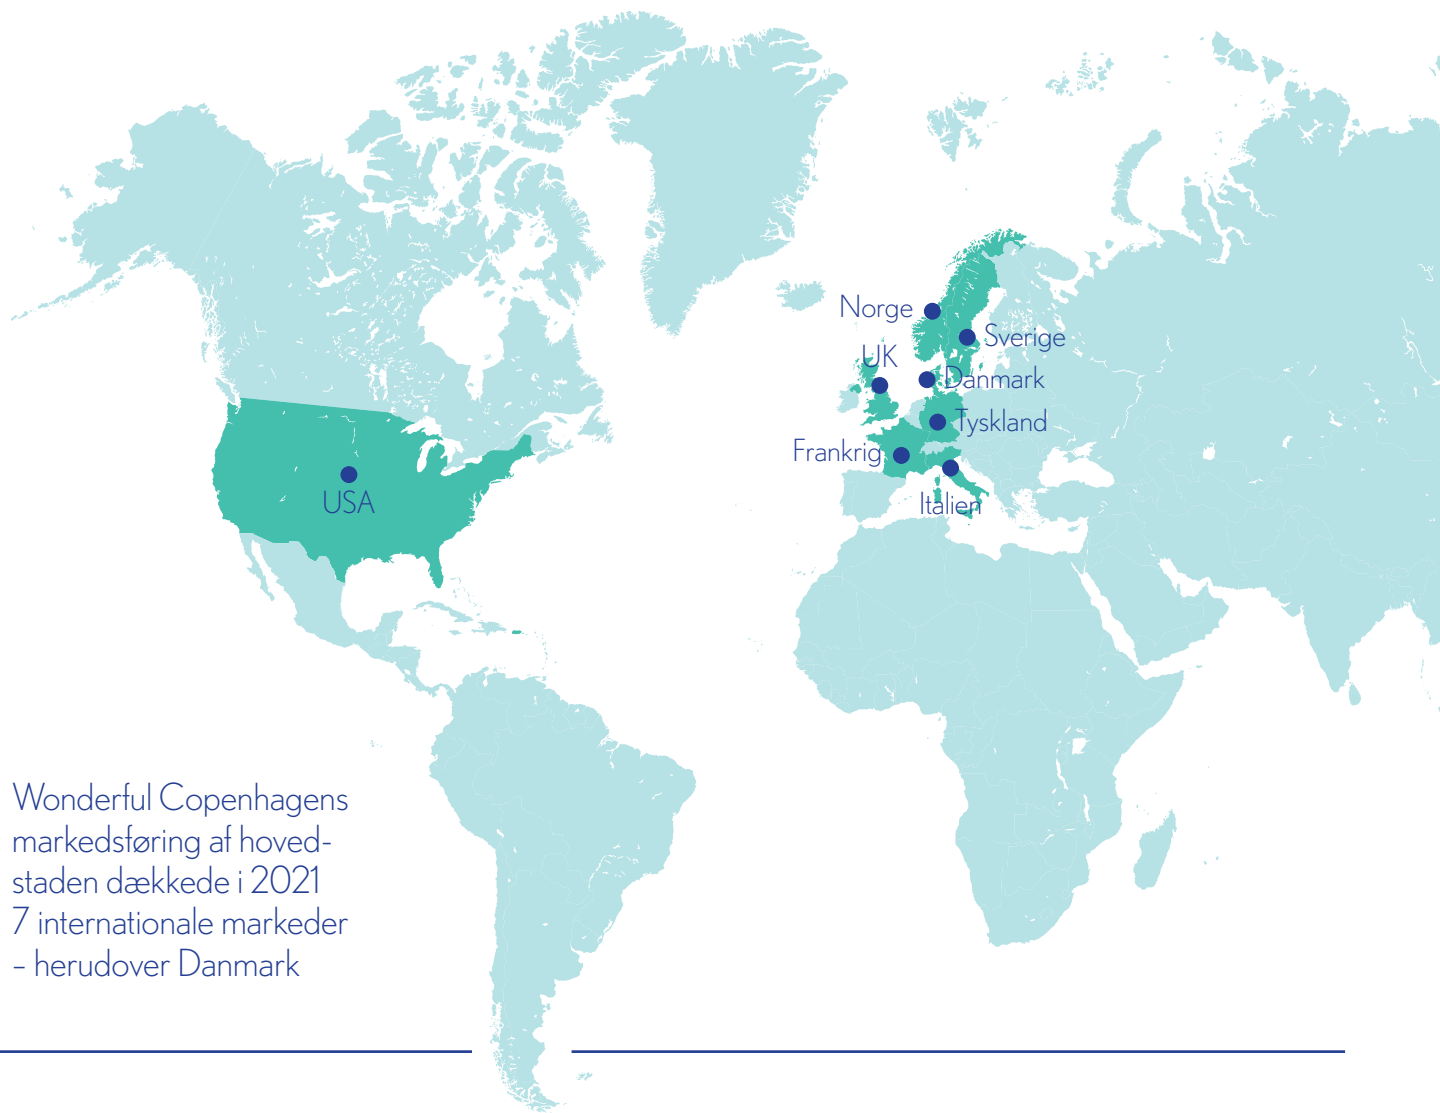 Norge
Sverige
UK
Danmark
Tyskland
Frankrig
Italien
USA
Wonderful Copenhagens
markedsføring af hoved-
staden dækkede i 2021
7 internationale markeder
– herudover Danmark